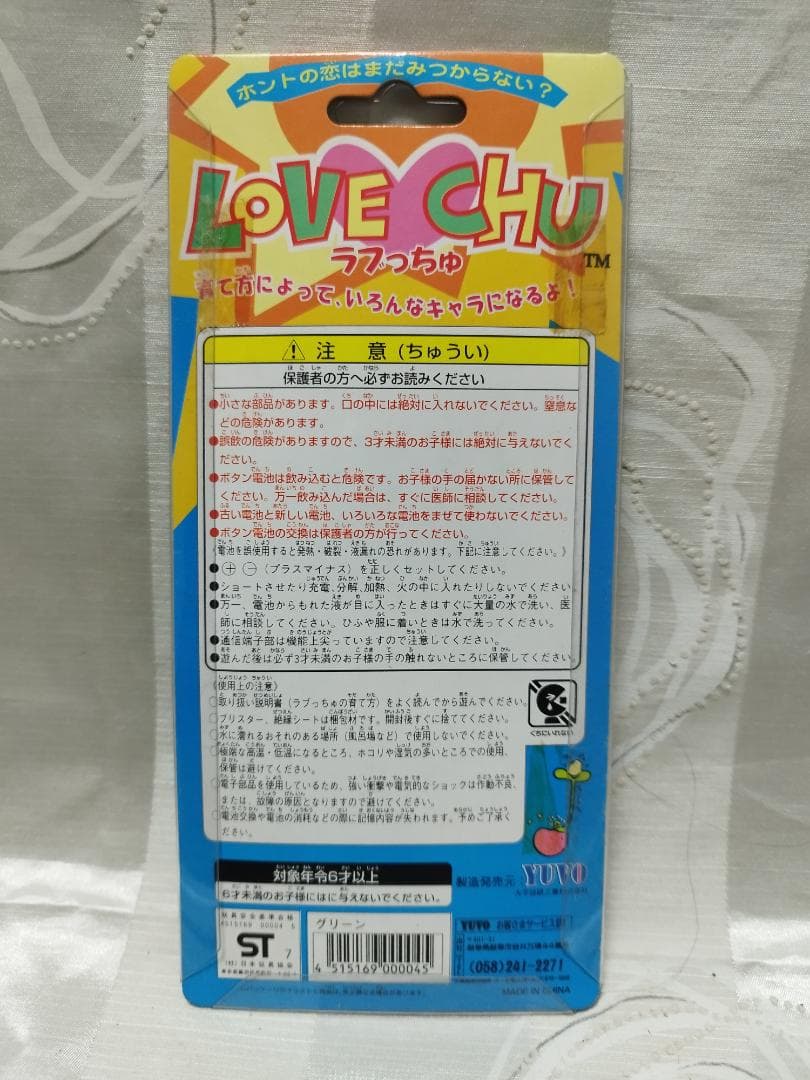 ホントの恋はまだみつからない?
LOVE CHU
ラブっちゅ
TM
育て方によって、いろんなキャラになるよ!
注 意(ちゅうい)
保護者の方へ必ずお読みください
●小さな部品があります。口の中には絶対に入れないでください。窒息な
どの危険があります。
●誤飲の危険がありますので、3才未満のお子様には絶対に与えないでく
ださい。
●ボタン電池は飲み込むと危険です。お子様の手の届かない所に保管して
ください。万一飲み込んだ場合は、すぐに医師に相談してください。
●古い電池と新しい電池、いろいろな電池をまぜて使わないでください。
●ボタン電池の交換は保護者の方が行ってください。
《電池を誤使用すると発熱・破裂・液漏れの恐れがあります。下記に注意してください。》
●⊕⊖(プラスマイナス)を正しくセットしてください。
●ショートさせたり充電、分解、加熱、火の中に入れたりしないでください。
●万一、電池からもれた液が目に入ったときはすぐに大量の水で洗い、医
師に相談してください。ひふや服に着いたときは水で洗ってください。
●通信端子部は機能上尖っていますので注意してください。
●遊んだ後は必ず3才未満のお子様の手の触れないところに保管してください。
《使用上の注意》
○取り扱い説明書(ラブっちゅの育て方)をよく読んでから遊んでください。
○ブリスター、絶縁シートは梱包材です。開封後すぐに捨ててください。
○水に濡れるおそれのある場所(風呂場など)で使用しないでください。
○極端な高温・低温になるところ、ホコリや湿気の多いところでの使用、
保管は避けてください。
○電子部品を使用しているため、強い衝撃や電気的なショックは作動不良、
または、故障の原因となりますので避けてください。
○電池交換や電池の消耗などの際に記憶内容が失われます。予めご了承く
ださい。
くちにいれない
対象年令6才以上
6才未満のお子様にはに与えないでください。
製造発売元 YUVO
玩具安全基準合格
AS15169 00004 5
ST 7
(社)日本玩具協会
グリーン
4 515169 000045
YUVO お客さまサービス部
(058)241-2271
MADE IN CHINA